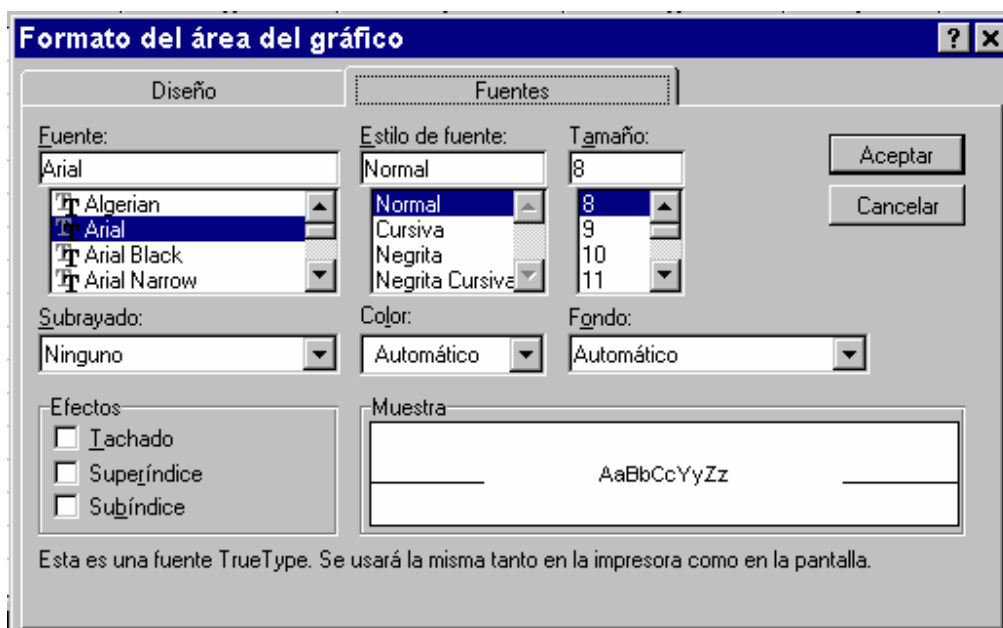 Formato del área del gráfico
Diseño Fuentes
Fuente: Estilo de fuente: Tamaño:
Arial Normal 8
Aceptar
Algerian Normal 8
Cancelar
Arial Cursiva 9
Arial Black Negrita 10
Arial Narrow Negrita Cursiva 11
Subrayado: Color: Fondo:
Ninguno Automático Automático
Efectos Muestra
Tachado
Superíndice AaBbCcYyZz
Subíndice
Esta es una fuente TrueType. Se usará la misma tanto en la impresora como en la pantalla.